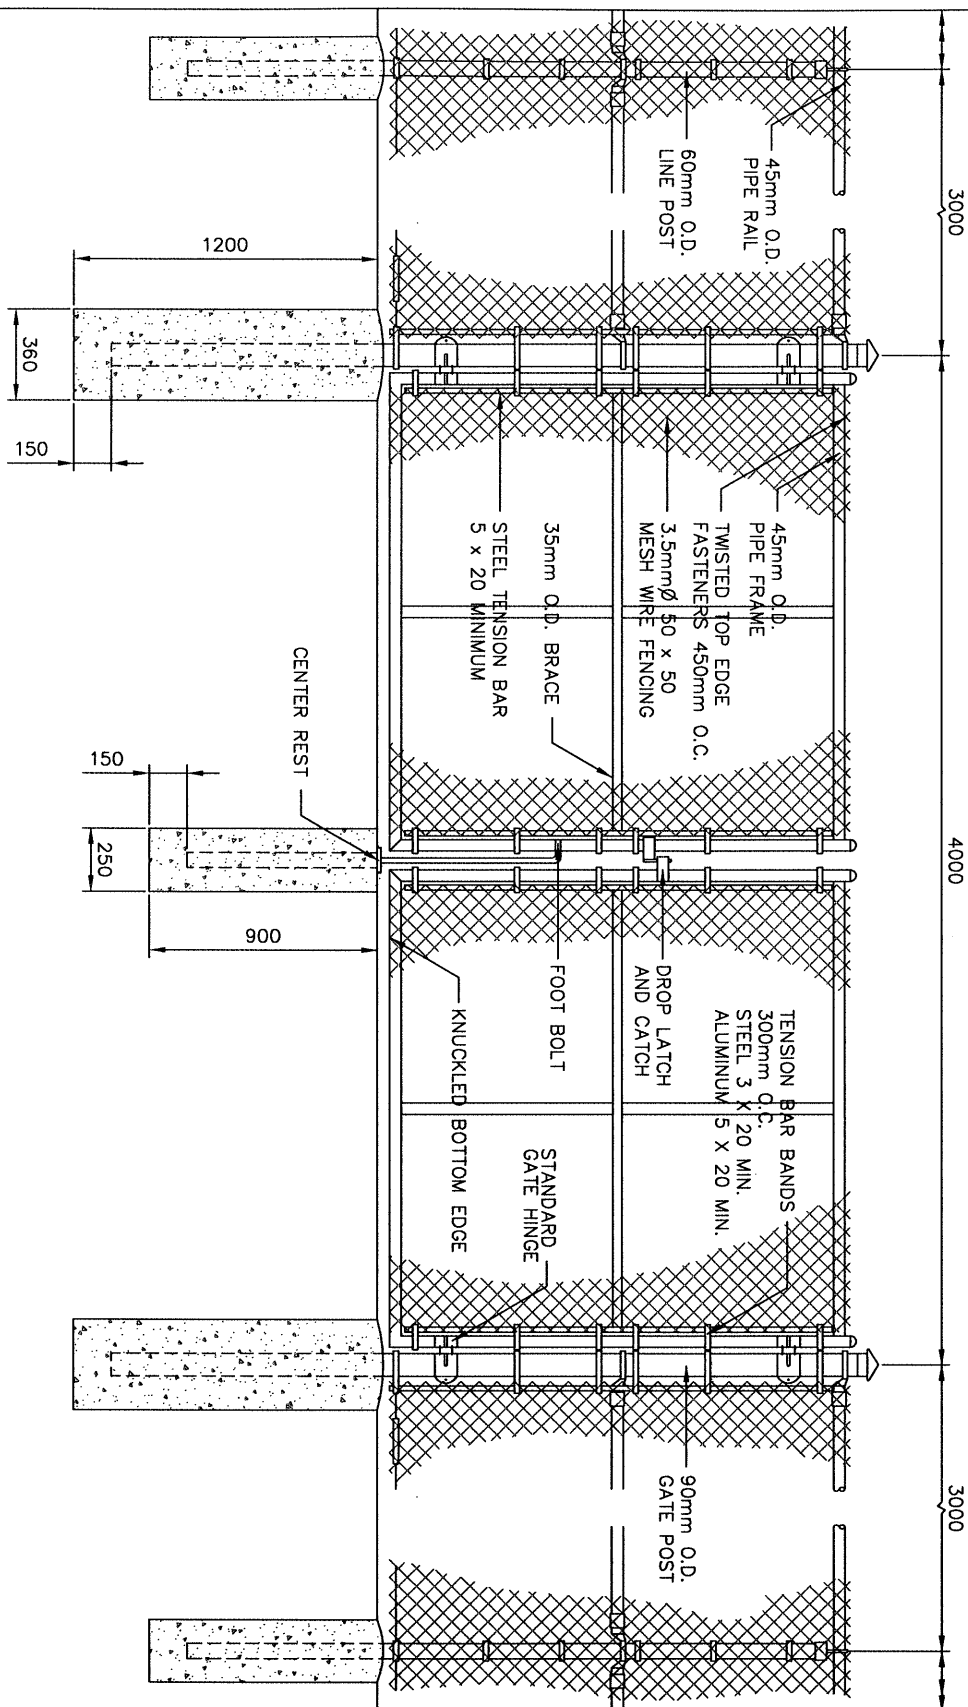 3000
4000
3000
45mm O.D.
PIPE RAIL
60mm O.D.
LINE POST
45mm O.D.
PIPE FRAME
TWISTED TOP EDGE
FASTENERS 450mm O.C.
3.5mmØ 50 x 50
MESH WIRE FENCING
35mm O.D. BRACE
STEEL TENSION BAR
5 x 20 MINIMUM
DROP LATCH
AND CATCH
FOOT BOLT
TENSION BAR BANDS
300mm O.C.
STEEL 3 X 20 MIN.
ALUMINUM 5 X 20 MIN.
STANDARD
GATE HINGE
KNUCKLED BOTTOM EDGE
90mm O.D.
GATE POST
CENTER REST
1200
360
150
150
250
900